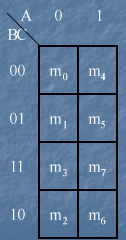 A 0 1
BC
00 m₀ m₄
01 m₁ m₅
11 m₃ m₇
10 m₂ m₆